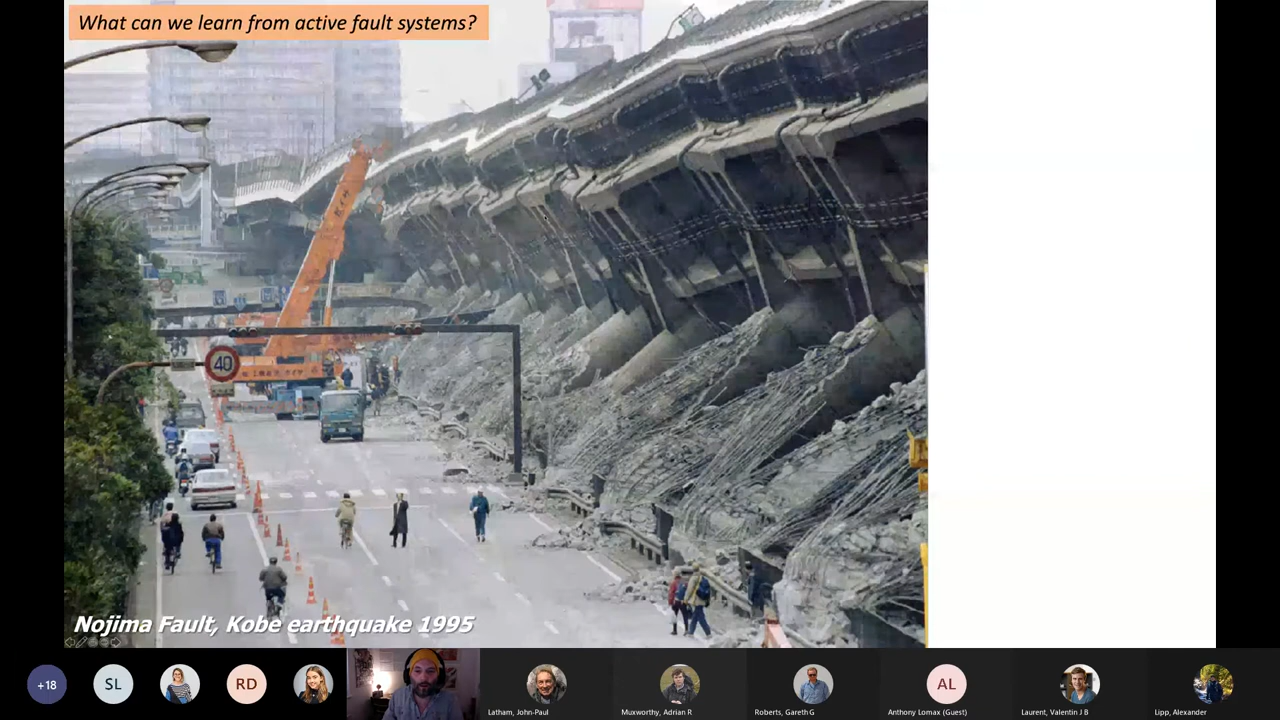 What can we learn from active fault systems?
40
Nojima Fault, Kobe earthquake 1995
+18
SL
RD
Latham, John-Paul
Muxworthy, Adrian R
Roberts, Gareth G
AL
Anthony Lomax (Guest)
Laurent, Valentin J B
Lipp, Alexander